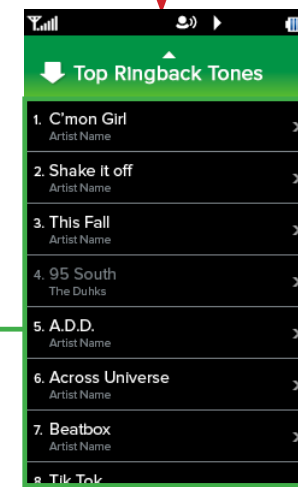 Top Ringback Tones
1. C'mon Girl
Artist Name
2. Shake it off
Artist Name
3. This Fall
Artist Name
4. 95 South
The Duhks
5. A.D.D.
Artist Name
6. Across Universe
Artist Name
7. Beatbox
Artist Name
8 Tik Tok